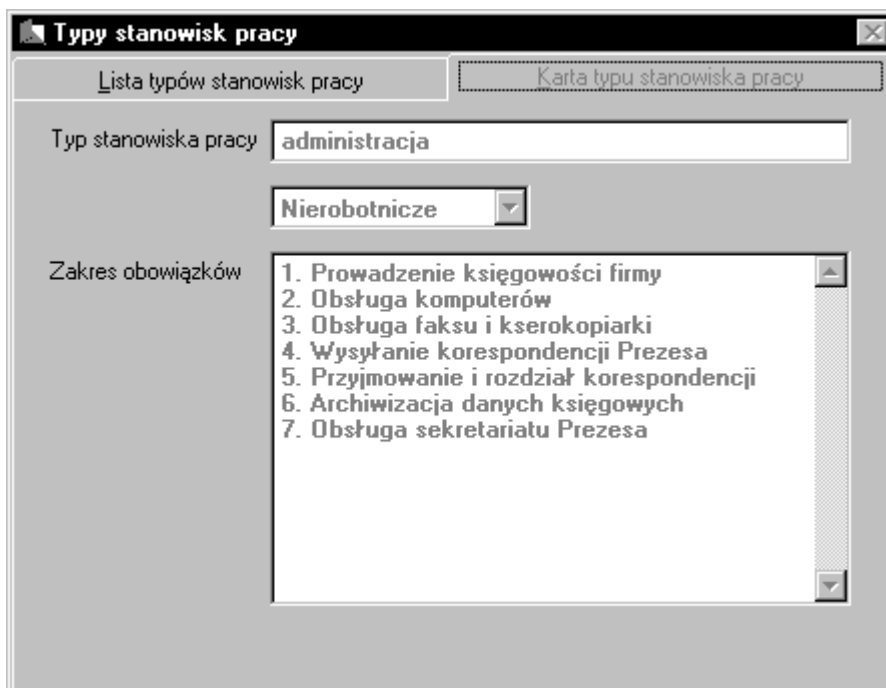 Typy stanowisk pracy
Lista typów stanowisk pracy
Karta typu stanowiska pracy
Typ stanowiska pracy
administracja
Nierobotnicze
Zakres obowiązków
1. Prowadzenie księgowości firmy
2. Obsługa komputerów
3. Obsługa faksu i kserokopiarki
4. Wysyłanie korespondencji Prezesa
5. Przyjmowanie i rozdział korespondencji
6. Archiwizacja danych księgowych
7. Obsługa sekretariatu Prezesa